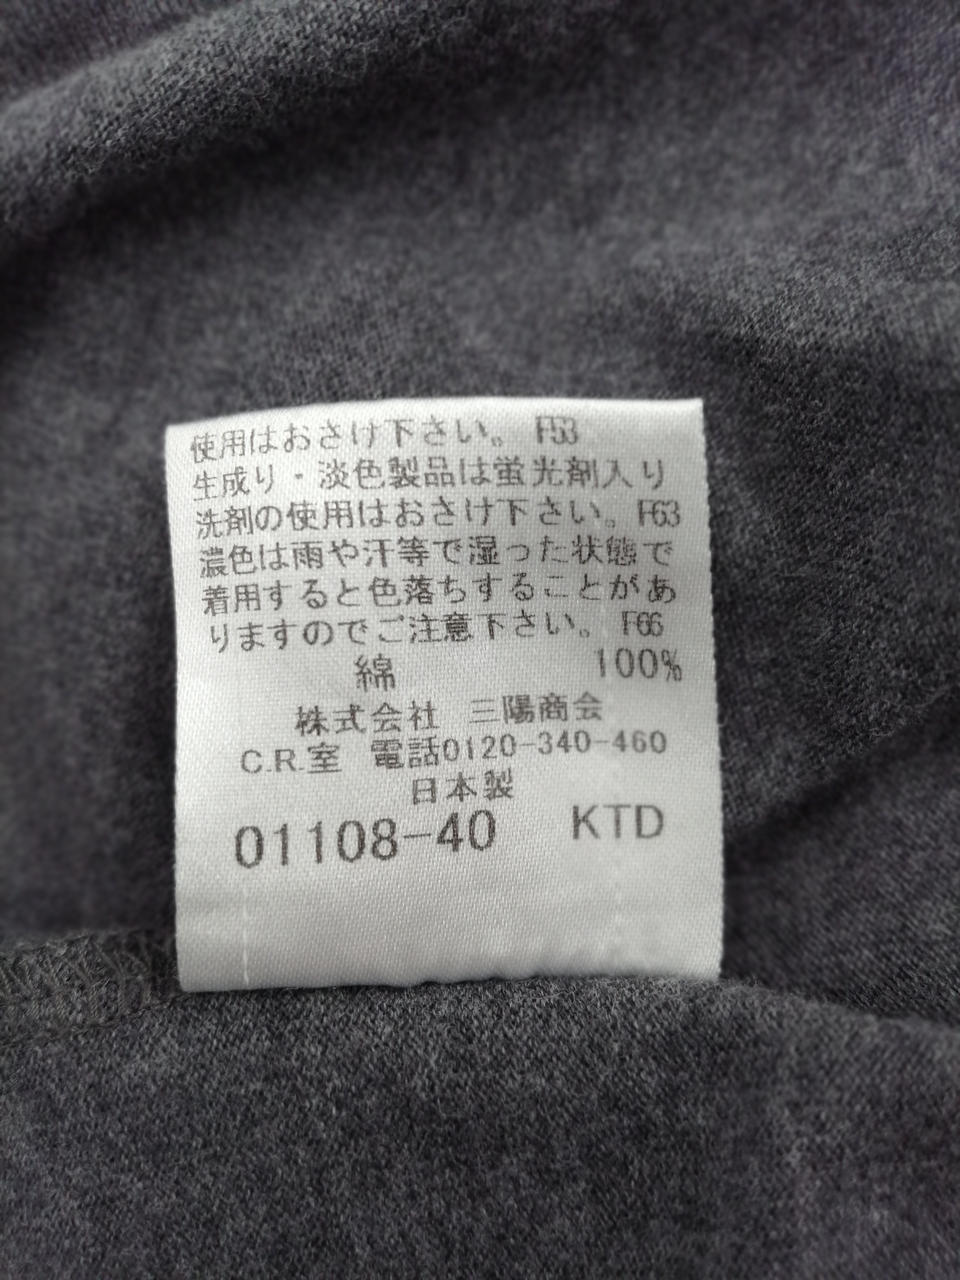 使用はおさけ下さい。 F53
生成り・淡色製品は蛍光剤入り
洗剤の使用はおさけ下さい。F63
濃色は雨や汗等で湿った状態で
着用すると色落ちすることがあ
りますのでご注意下さい。 F66
綿 100%
株式会社 三陽商会
C.R.室 電話0120-340-460
日本製
01108-40 KTD